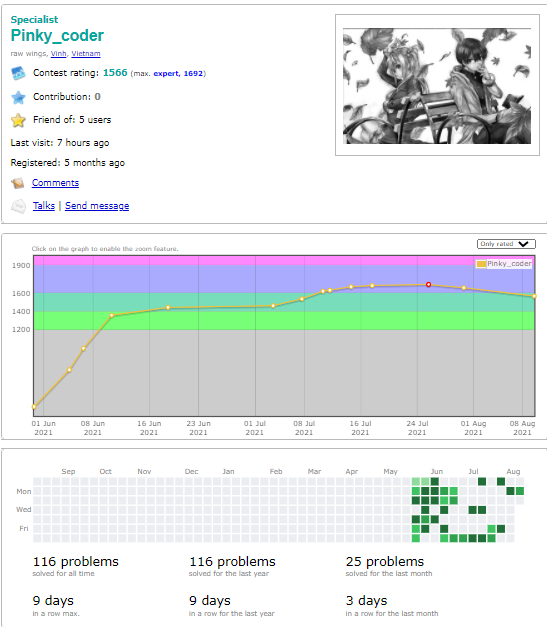 Specialist
Pinky_coder
raw wings, Vinh, Vietnam
Contest rating: 1566 (max. expert, 1692)
Contribution: 0
Friend of: 5 users
Last visit: 7 hours ago
Registered: 5 months ago
Comments
Talks | Send message
Click on the graph to enable the zoom feature.
Only rated
Pinky_coder
1900
1600
1400
1200
01 Jun 2021
08 Jun 2021
16 Jun 2021
23 Jun 2021
01 Jul 2021
08 Jul 2021
16 Jul 2021
24 Jul 2021
01 Aug 2021
08 Aug 2021
Sep Oct Nov Dec Jan Feb Mar Apr May Jun Jul Aug
Mon
Wed
Fri
116 problems
solved for all time
116 problems
solved for the last year
25 problems
solved for the last month
9 days
in a row max.
9 days
in a row for the last year
3 days
in a row for the last month